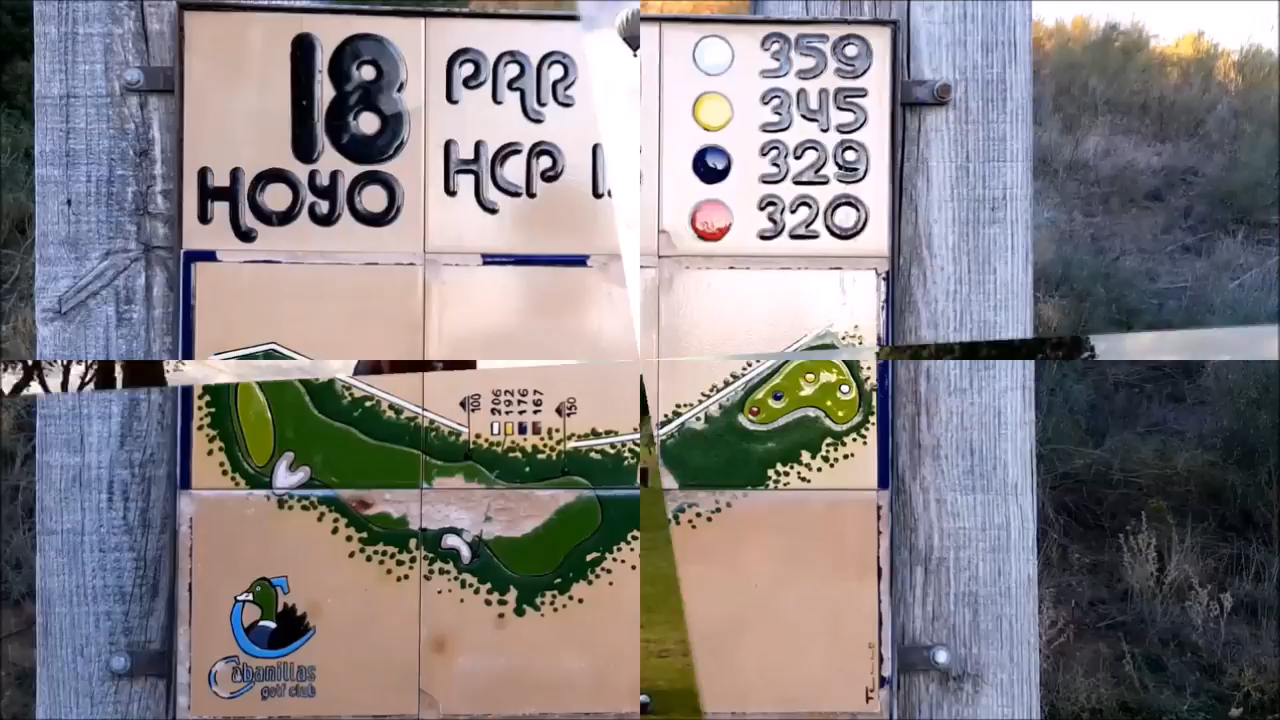 18
HOYO
PAR
HCP
359
345
329
320
100
206
192
176
167
150
Cabanillas
golf club